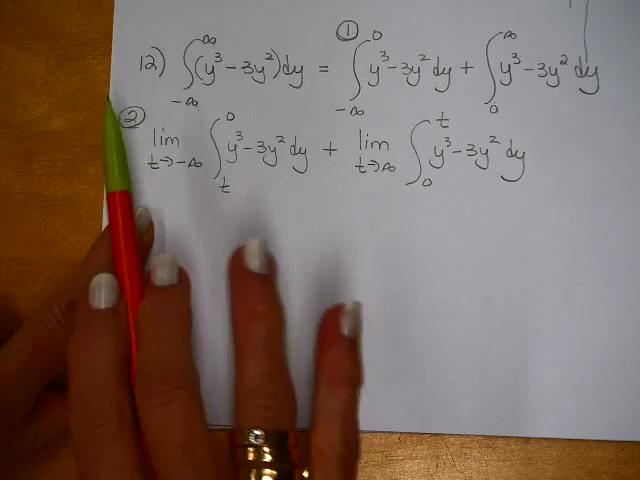 12) ∫_{-∞}^{∞} (y³ - 3y²) dy = ① ∫_{-∞}^{0} y³ - 3y² dy + ∫_{0}^{∞} y³ - 3y² dy
② lim_{t→-∞} ∫_{t}^{0} y³ - 3y² dy + lim_{t→∞} ∫_{0}^{t} y³ - 3y² dy